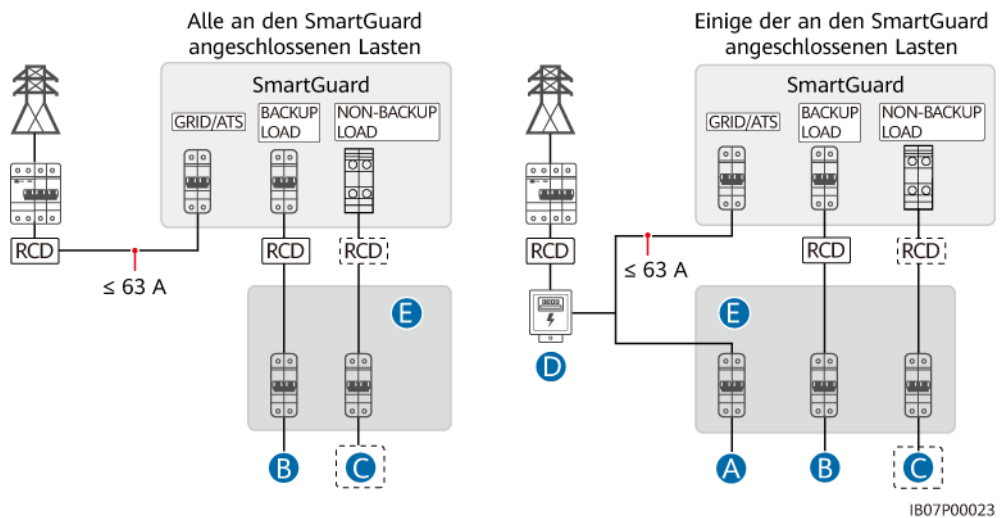 Alle an den SmartGuard
angeschlossenen Lasten
SmartGuard
GRID/ATS
BACKUP
LOAD
NON-BACKUP
LOAD
RCD
RCD
RCD
≤ 63 A
E
B
C
Einige der an den SmartGuard
angeschlossenen Lasten
SmartGuard
GRID/ATS
BACKUP
LOAD
NON-BACKUP
LOAD
RCD
RCD
RCD
≤ 63 A
E
D
A
B
C
IB07P00023